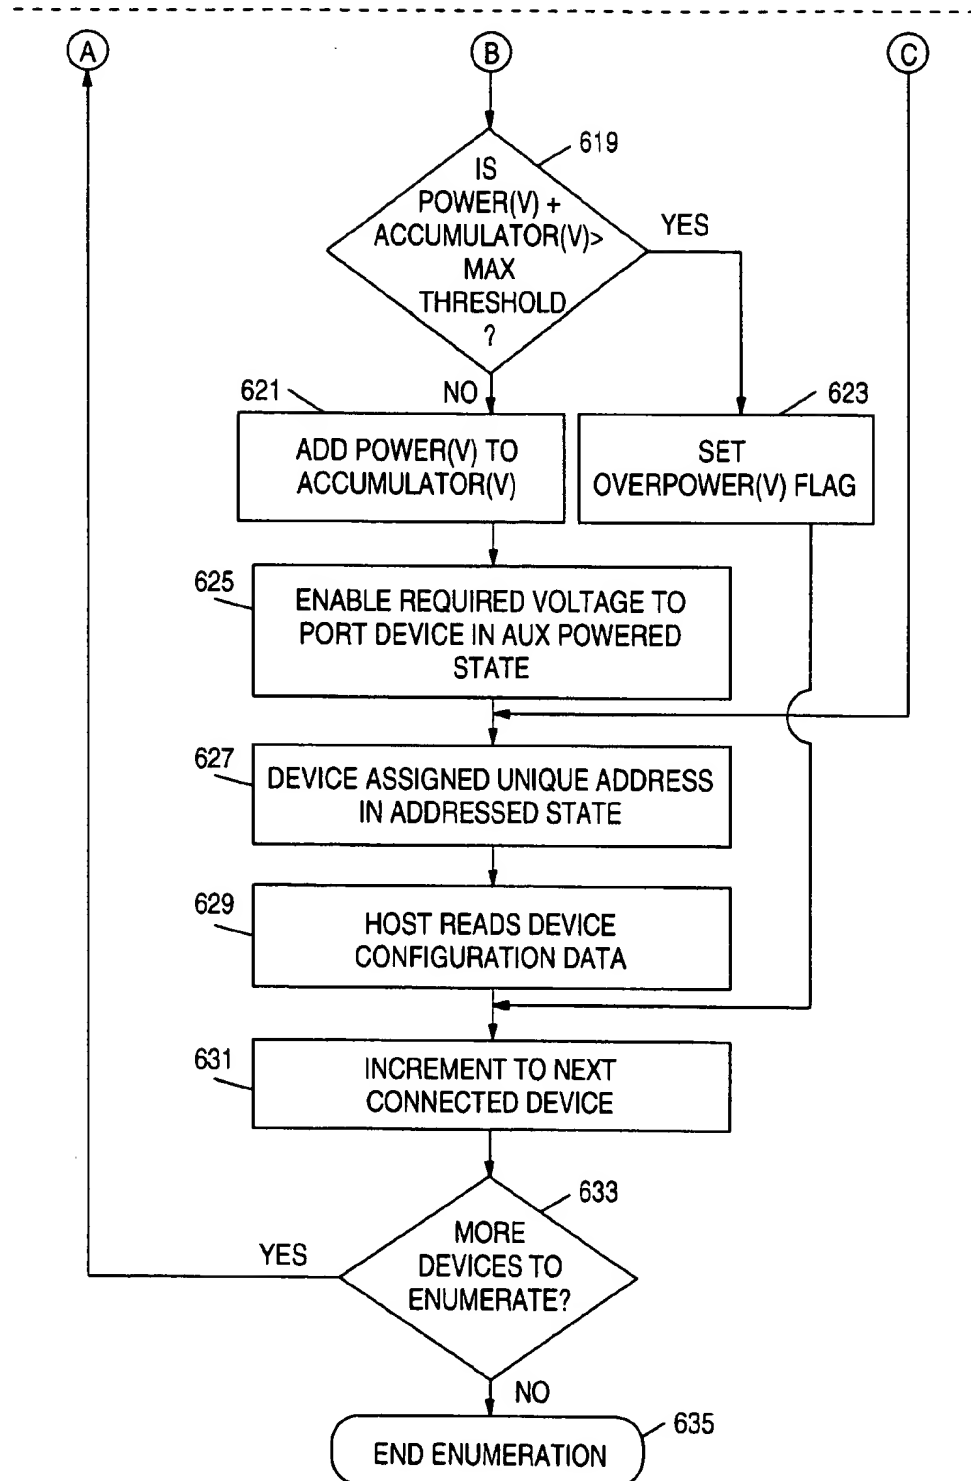 A
B
C
619
IS
POWER(V) +
ACCUMULATOR(V)>
MAX
THRESHOLD
?
YES
NO
621
ADD POWER(V) TO
ACCUMULATOR(V)
623
SET
OVERPOWER(V) FLAG
625
ENABLE REQUIRED VOLTAGE TO
PORT DEVICE IN AUX POWERED
STATE
627
DEVICE ASSIGNED UNIQUE ADDRESS
IN ADDRESSED STATE
629
HOST READS DEVICE
CONFIGURATION DATA
631
INCREMENT TO NEXT
CONNECTED DEVICE
633
MORE
DEVICES TO
ENUMERATE?
YES
NO
635
END ENUMERATION